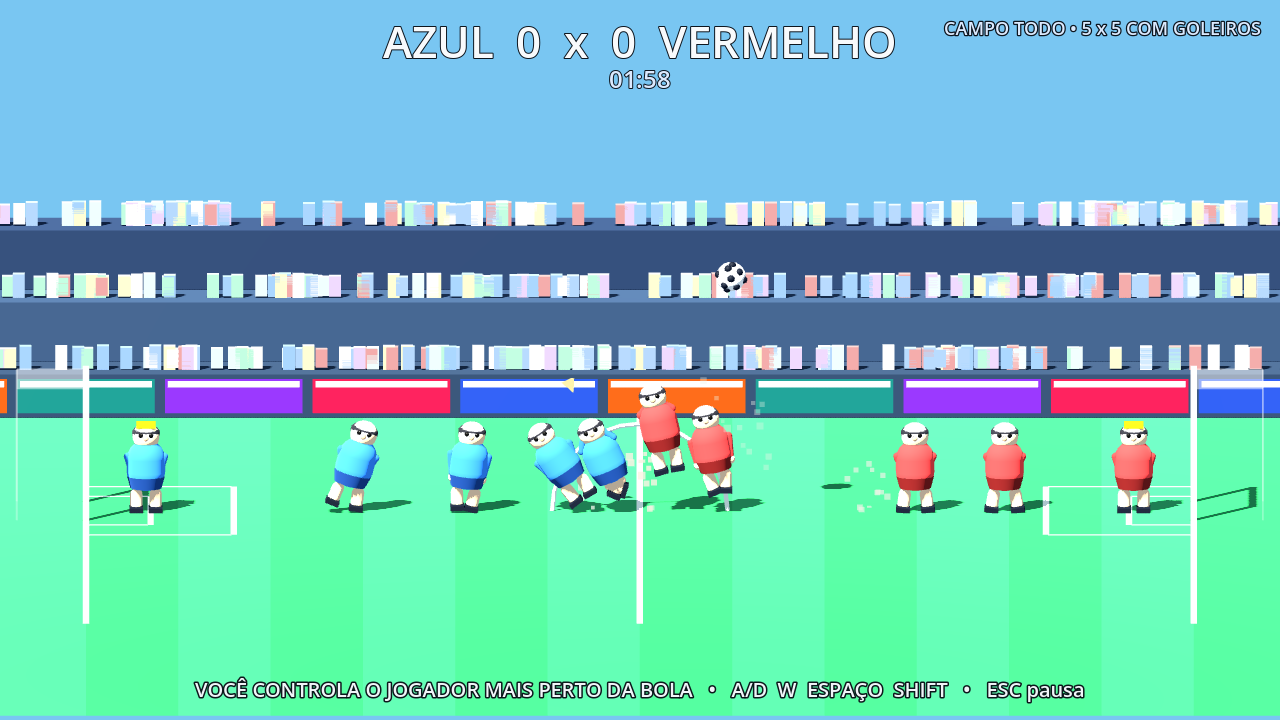 AZUL 0 x 0 VERMELHO
CAMPO TODO • 5 x 5 COM GOLEIROS
01:58
VOCÊ CONTROLA O JOGADOR MAIS PERTO DA BOLA • A/D W ESPAÇO SHIFT • ESC pausa